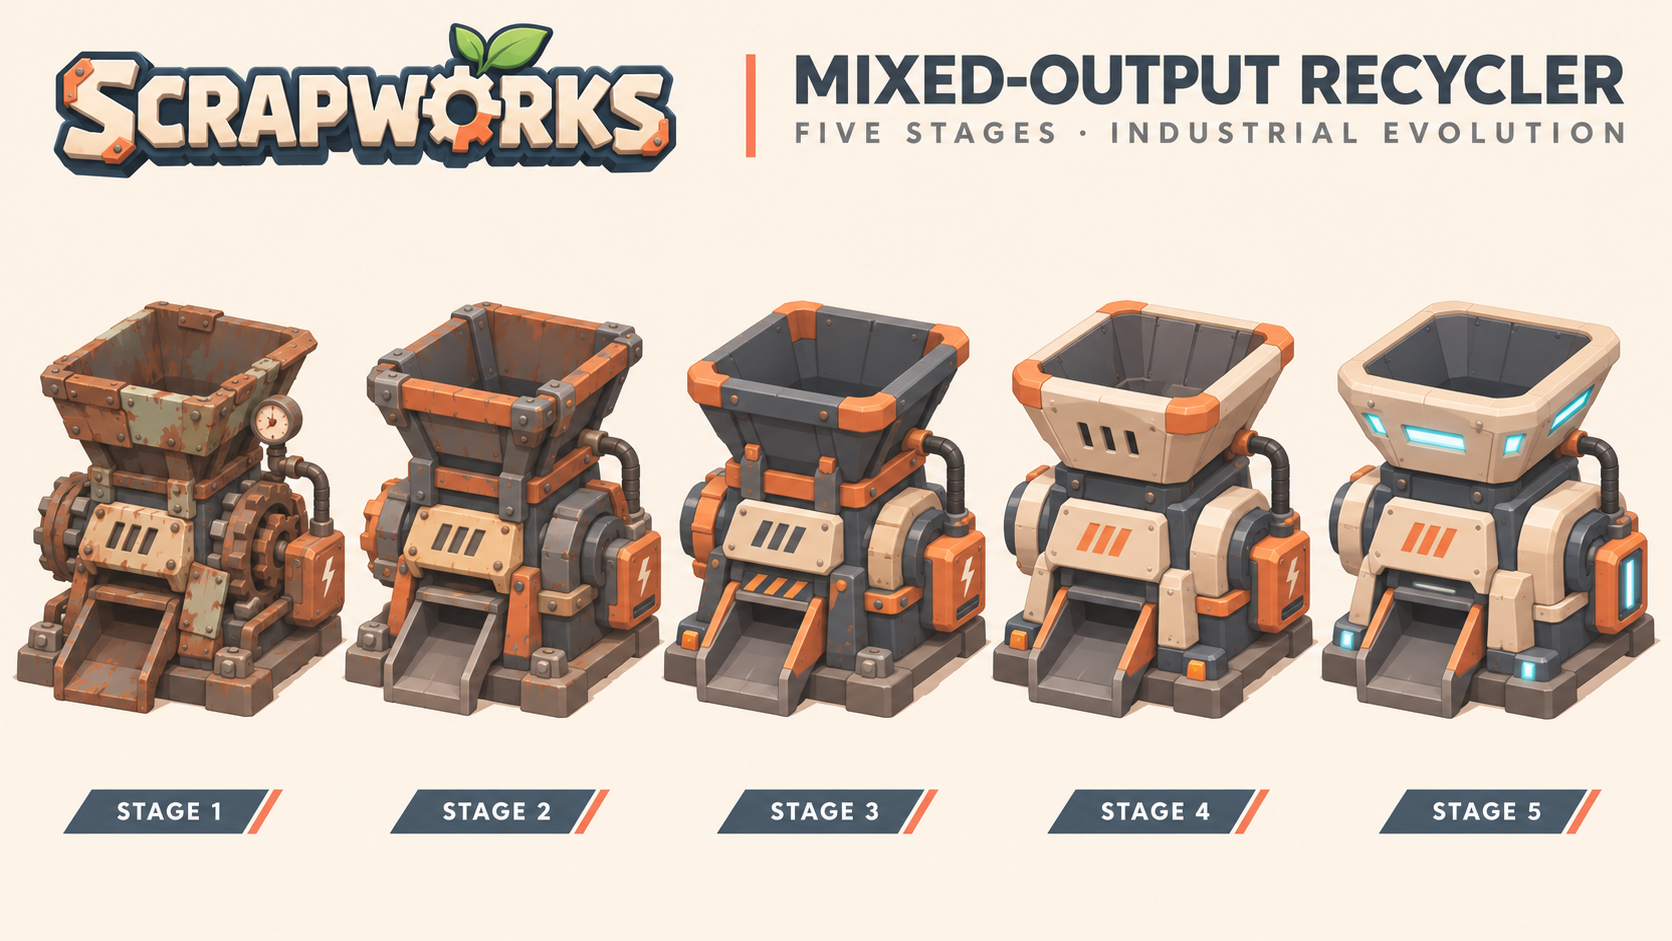 SCRAPWORKS
MIXED-OUTPUT RECYCLER
FIVE STAGES · INDUSTRIAL EVOLUTION
STAGE 1
STAGE 2
STAGE 3
STAGE 4
STAGE 5